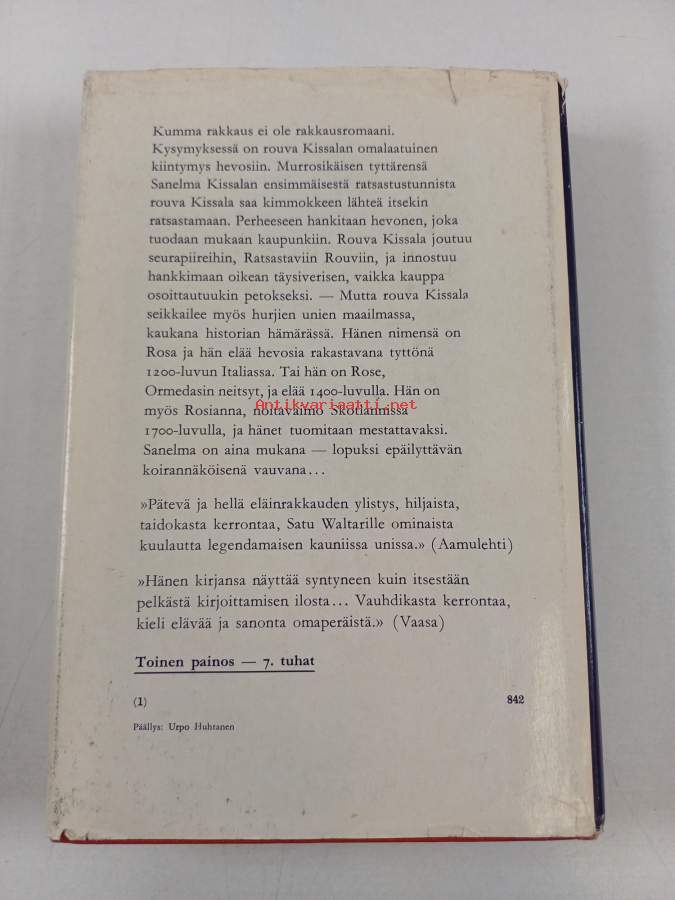 Kumma rakkaus ei ole rakkausromaani.
Kysymyksessä on rouva Kissalan omalaatuinen
kiintymys hevosiin. Murrosikäisen tyttärensä
Sanelma Kissalan ensimmäisestä ratsastustunnista
rouva Kissala saa kimmokkeen lähteä itsekin
ratsastamaan. Perheeseen hankitaan hevonen, joka
tuodaan mukaan kaupunkiin. Rouva Kissala joutuu
seurapiireihin, Ratsastaviin Rouviin, ja innostuu
hankkimaan oikean täysiverisen, vaikka kauppa
osoittautuukin petokseksi. — Mutta rouva Kissala
seikkailee myös hurjien unien maailmassa,
kaukana historian hämärässä. Hänen nimensä on
Rosa ja hän elää hevosia rakastavana tyttönä
1200-luvun Italiassa. Tai hän on Rose,
Ormedasin neitsyt, ja elää 1400-luvulla. Hän on
myös Rosianna, noitavaimo Skotlannissa
Antikvariaatti.net
1700-luvulla, ja hänet tuomitaan mestattavaksi.
Sanelma on aina mukana — lopuksi epäilyttävän
koirannäköisenä vauvana...
»Pätevä ja hellä eläinrakkauden ylistys, hiljaista,
taidokasta kerrontaa, Satu Waltarille ominaista
kuulautta legendamaisen kauniissa unissa.» (Aamulehti)
»Hänen kirjansa näyttää syntyneen kuin itsestään
pelkästä kirjoittamisen ilosta... Vauhdikasta kerrontaa,
kieli elävää ja sanonta omaperäistä.» (Vaasa)
Toinen painos — 7. tuhat
(1) 842
Päällys: Urpo Huhtanen